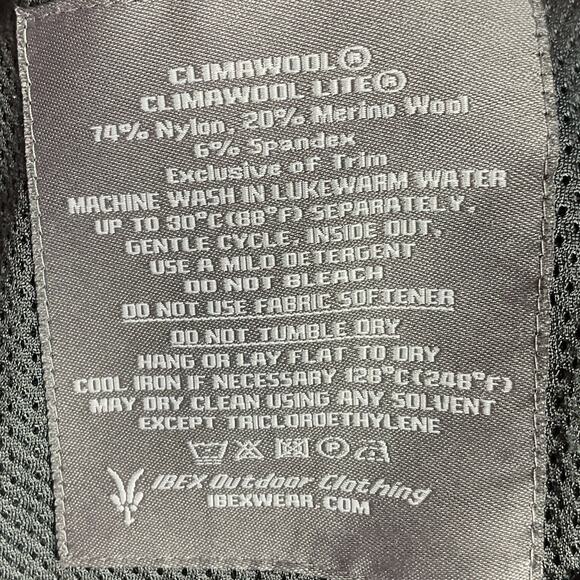 CLIMAWOOL®
CLIMAWOOL LITE®
74% Nylon, 20% Merino Wool
6% Spandex
Exclusive of Trim
MACHINE WASH IN LUKEWARM WATER
UP TO 30°C(88°F) SEPARATELY,
GENTLE CYCLE, INSIDE OUT,
USE A MILD DETERGENT
DO NOT BLEACH
DO NOT USE FABRIC SOFTENER
DO NOT TUMBLE DRY
HANG OR LAY FLAT TO DRY
COOL IRON IF NECESSARY 128°C(248°F)
MAY DRY CLEAN USING ANY SOLVENT
EXCEPT TRICLOROETHYLENE
P
IBEX Outdoor Clothing
IBEXWEAR.COM